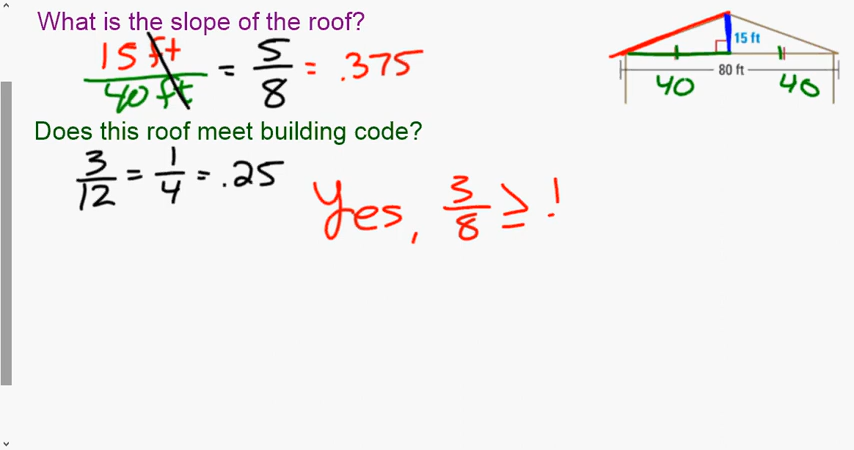 What is the slope of the roof?
15 ft / 40 ft = 5/8 = .375
15 ft
80 ft
40 40
Does this roof meet building code?
3/12 = 1/4 = .25
Yes, 3/8 ≥